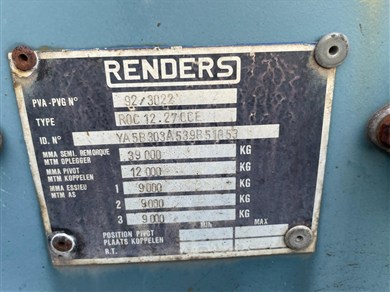 RENDERS
PVA-PVG N° 92/3022
TYPE ROC 12.27 CCE
ID. N°
MMA SEMI. REMORQUE
MTM OPLEGGER 39 000 KG
MMA PIVOT
MTM KOPPELEN 12 000 KG
MMA ESSIEU
MTM AS 1 9000 KG
2 9000 KG
3 9000 KG
MIN MAX
POSITION PIVOT
PLAATS KOPPELEN
R.T.